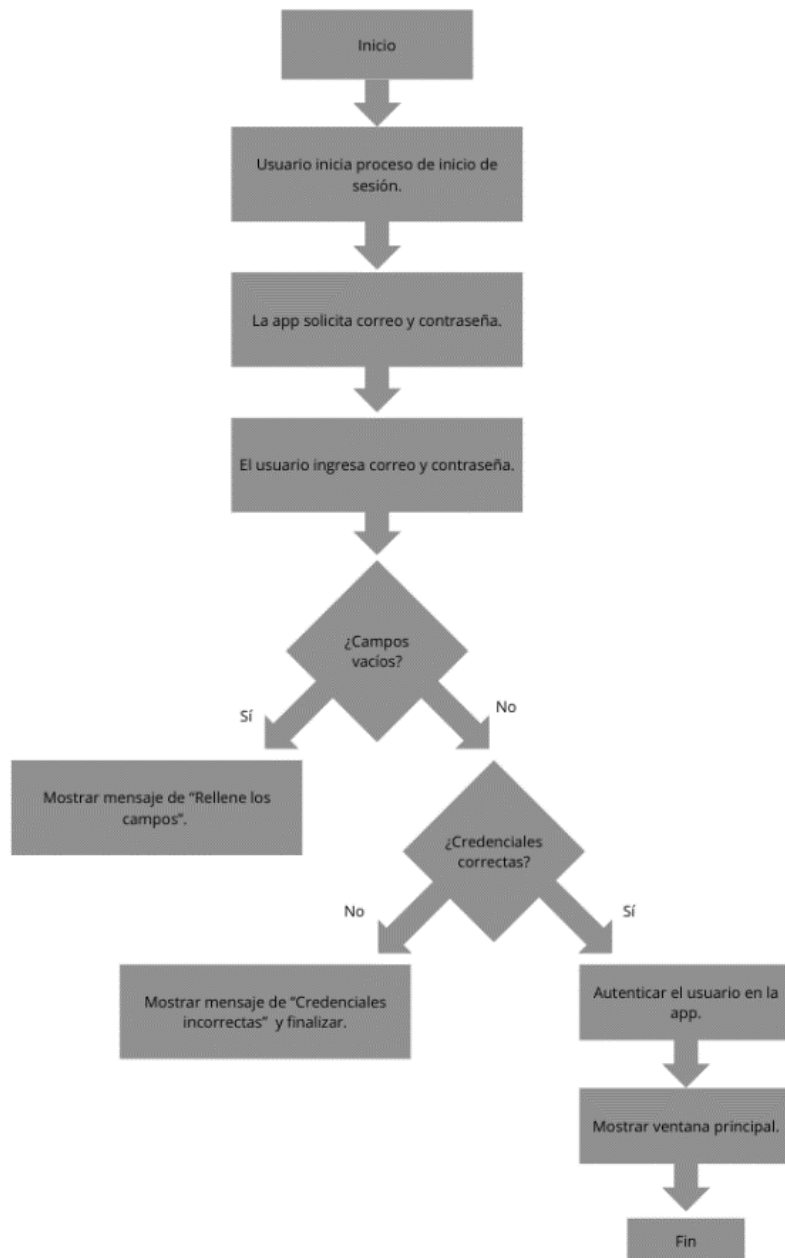 Inicio
Usuario inicia proceso de inicio de
sesión.
La app solicita correo y contraseña.
El usuario ingresa correo y contraseña.
¿Campos
vacíos?
Sí
No
Mostrar mensaje de “Rellene los
campos”.
¿Credenciales
correctas?
No
Sí
Mostrar mensaje de “Credenciales
incorrectas” y finalizar.
Autenticar el usuario en la
app.
Mostrar ventana principal.
Fin